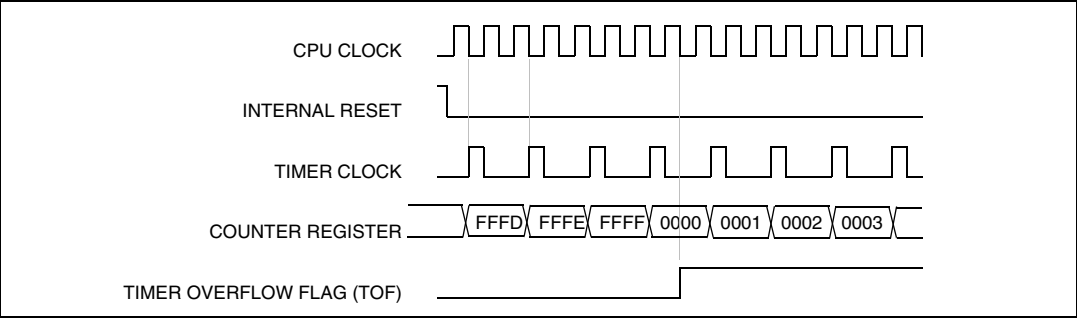 CPU CLOCK
INTERNAL RESET
TIMER CLOCK
COUNTER REGISTER FFFD FFFE FFFF 0000 0001 0002 0003
TIMER OVERFLOW FLAG (TOF)